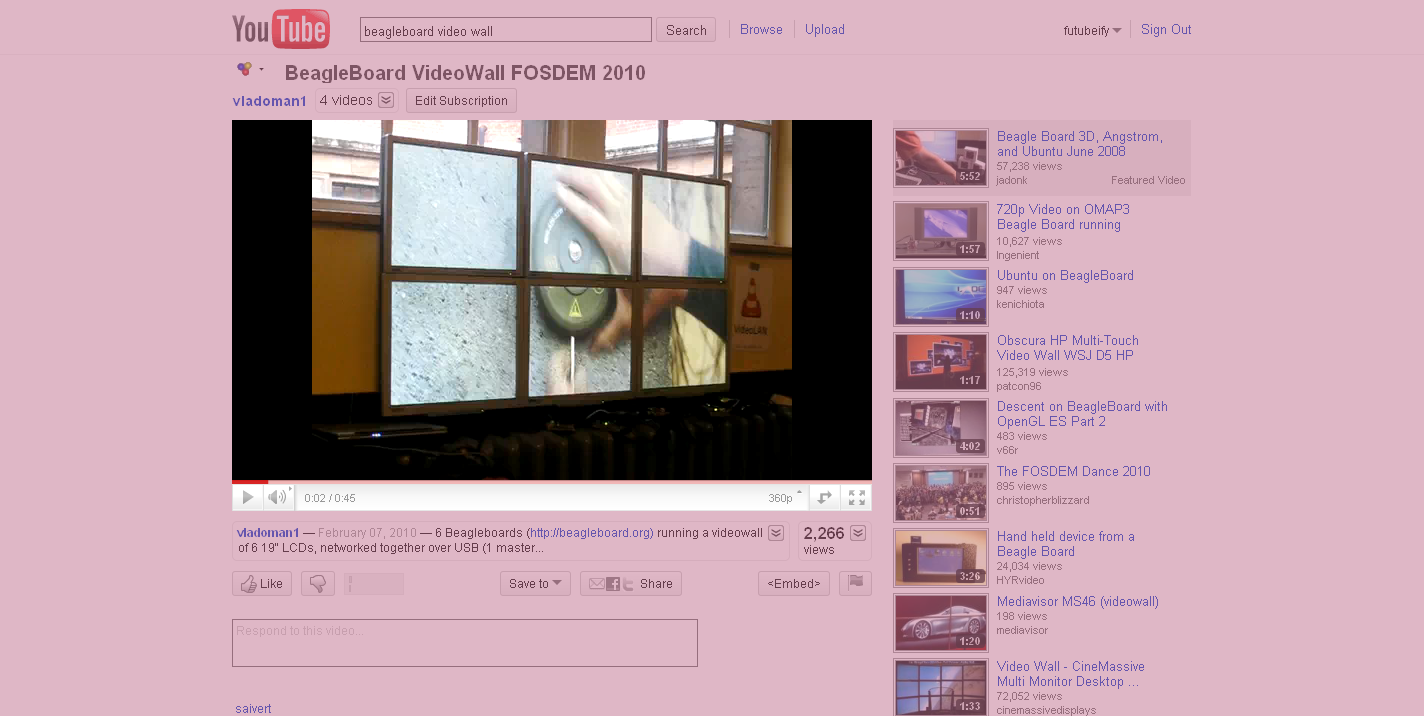 YouTube
beagleboard video wall
Search
Browse
Upload
futubeify
Sign Out
BeagleBoard VideoWall FOSDEM 2010
vladoman1
4 videos
Edit Subscription
VideoLAN
0:02 / 0:45
360p
vladoman1 — February 07, 2010 — 6 Beagleboards (http://beagleboard.org) running a videowall
of 6 19" LCDs, networked together over USB (1 master...
2,266
views
Like
Save to
Share
<Embed>
Respond to this video...
saivert
5:52
Beagle Board 3D, Angstrom,
and Ubuntu June 2008
57,238 views
jadonk
Featured Video
1:57
720p Video on OMAP3
Beagle Board running
10,627 views
Ingenient
1:10
Ubuntu on BeagleBoard
947 views
kenichiota
1:17
Obscura HP Multi-Touch
Video Wall WSJ D5 HP
125,319 views
patcon96
4:02
Descent on BeagleBoard with
OpenGL ES Part 2
483 views
v66r
0:51
The FOSDEM Dance 2010
895 views
christopherblizzard
3:26
Hand held device from a
Beagle Board
24,034 views
HYRvideo
1:20
Mediavisor MS46 (videowall)
198 views
mediavisor
1:33
Video Wall - CineMassive
Multi Monitor Desktop ...
72,052 views
cinemassivedisplays